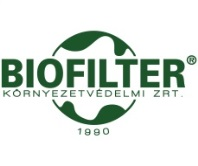 BIOFILTER®
KÖRNYEZETVÉDELMI ZRT.
1990